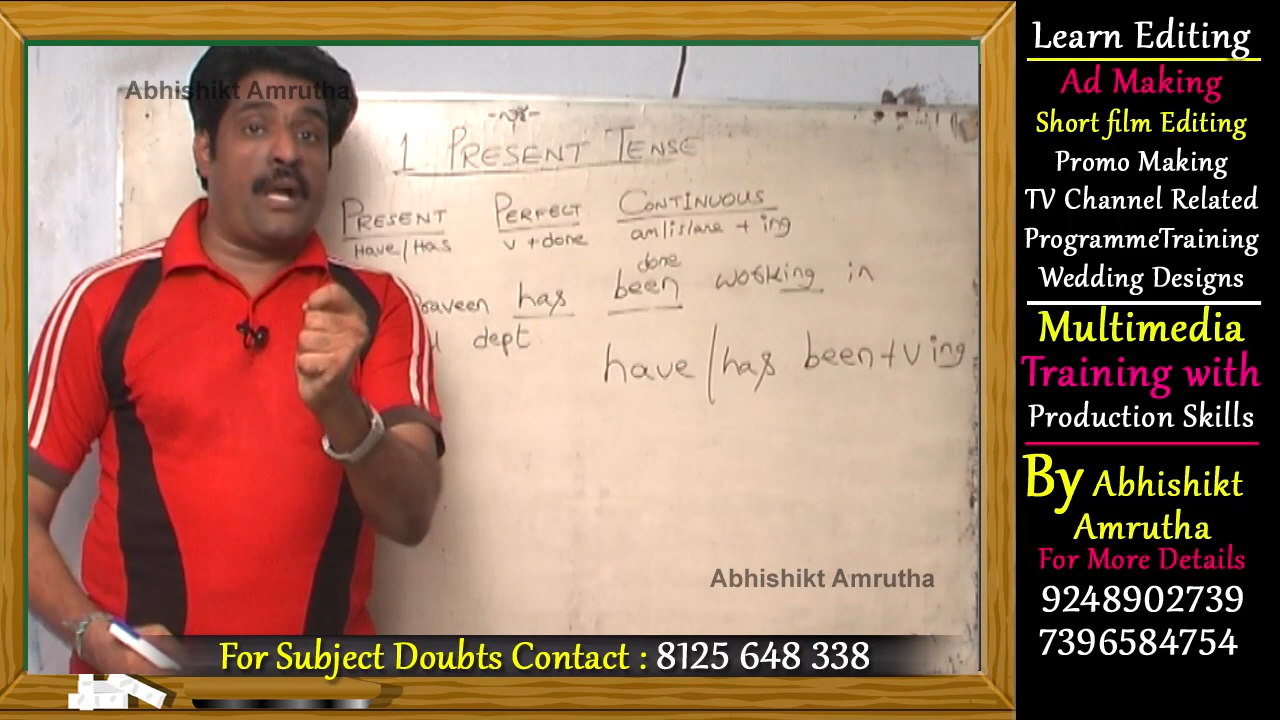 Abhishikt Amrutha
1 PRESENT TENSE
PRESENT PERFECT CONTINUOUS
Have/Has v+done am/is/are + ing
done
has been working in
dept
have/has been+v ing
Abhishikt Amrutha
For Subject Doubts Contact : 8125 648 338
Learn Editing
Ad Making
Short film Editing
Promo Making
TV Channel Related
ProgrammeTraining
Wedding Designs
Multimedia
Training with
Production Skills
By Abhishikt
Amrutha
For More Details
9248902739
7396584754